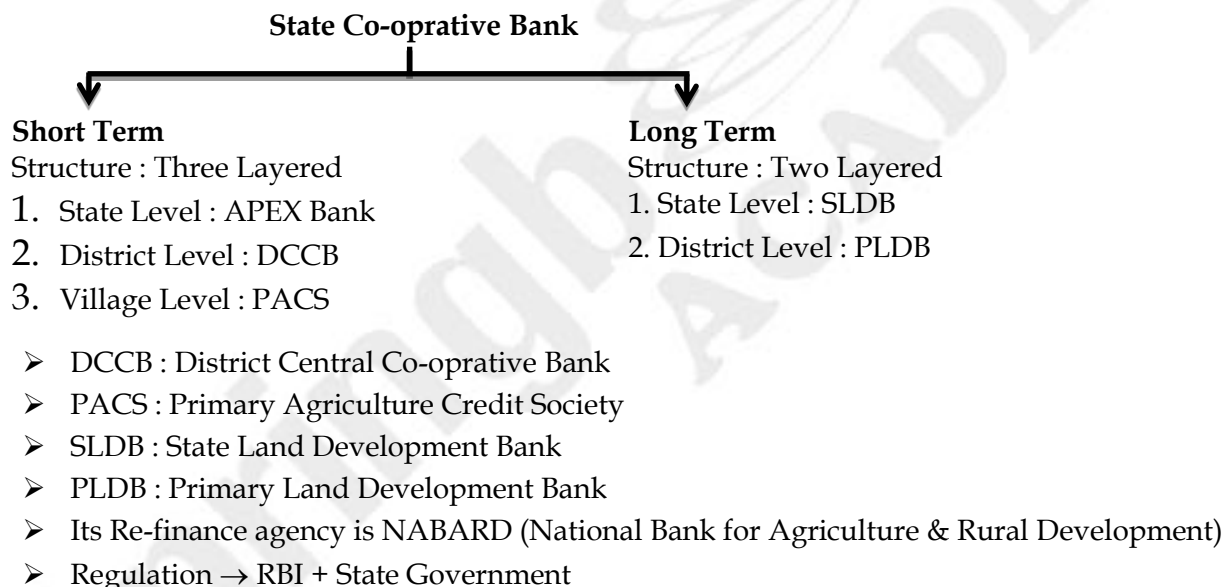 State Co-oprative Bank
Short Term
Structure : Three Layered
1. State Level : APEX Bank
2. District Level : DCCB
3. Village Level : PACS
Long Term
Structure : Two Layered
1. State Level : SLDB
2. District Level : PLDB
➢ DCCB : District Central Co-oprative Bank
➢ PACS : Primary Agriculture Credit Society
➢ SLDB : State Land Development Bank
➢ PLDB : Primary Land Development Bank
➢ Its Re-finance agency is NABARD (National Bank for Agriculture & Rural Development)
➢ Regulation → RBI + State Government